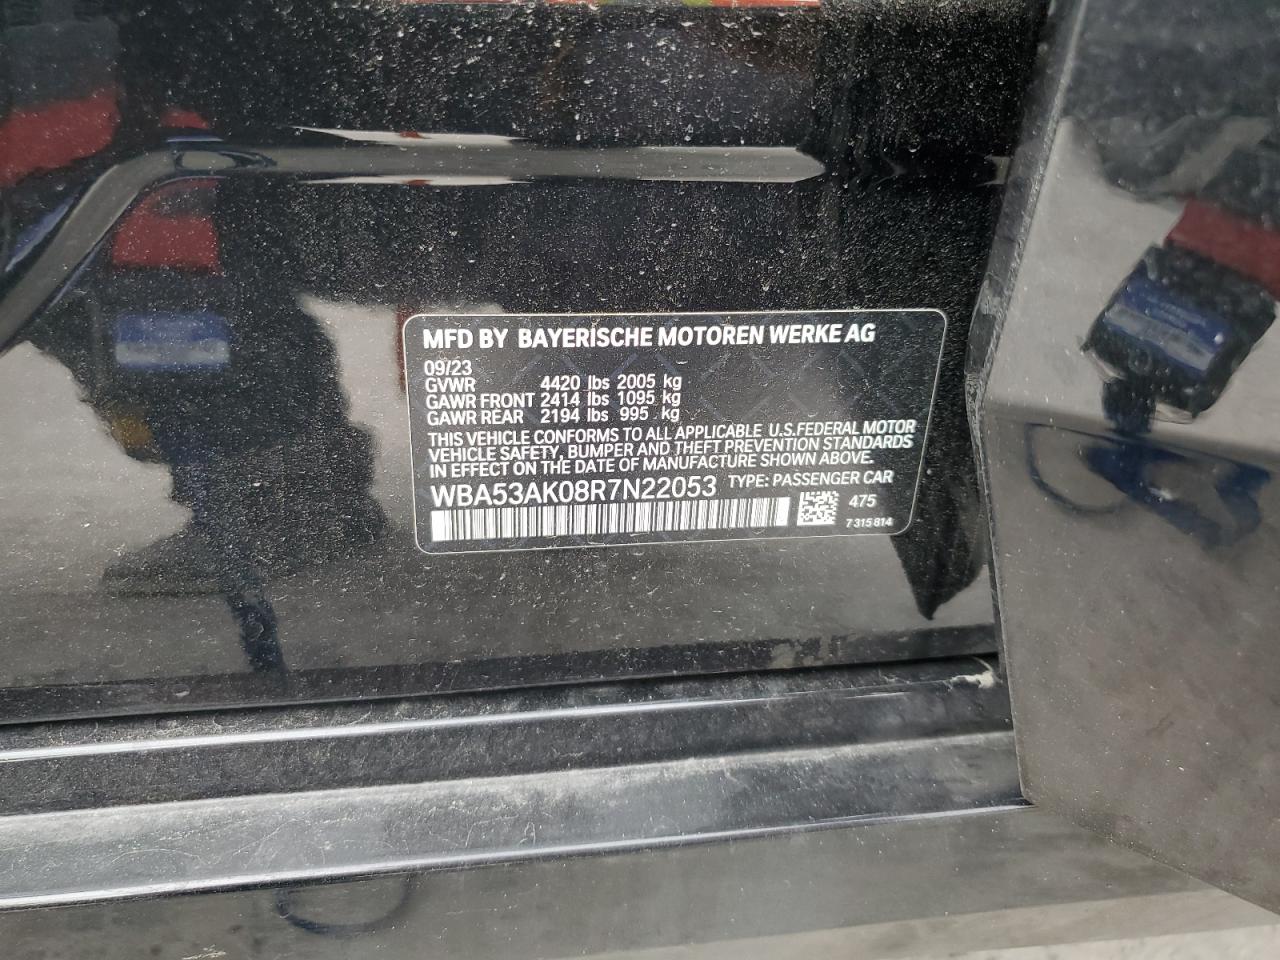 MFD BY BAYERISCHE MOTOREN WERKE AG
09/23
GVWR 4420 lbs 2005 kg
GAWR FRONT 2414 lbs 1095 kg
GAWR REAR 2194 lbs 995 kg
THIS VEHICLE CONFORMS TO ALL APPLICABLE U.S.FEDERAL MOTOR
VEHICLE SAFETY, BUMPER AND THEFT PREVENTION STANDARDS
IN EFFECT ON THE DATE OF MANUFACTURE SHOWN ABOVE.
WBA53AK08R7N22053 TYPE: PASSENGER CAR
475
7 315 814